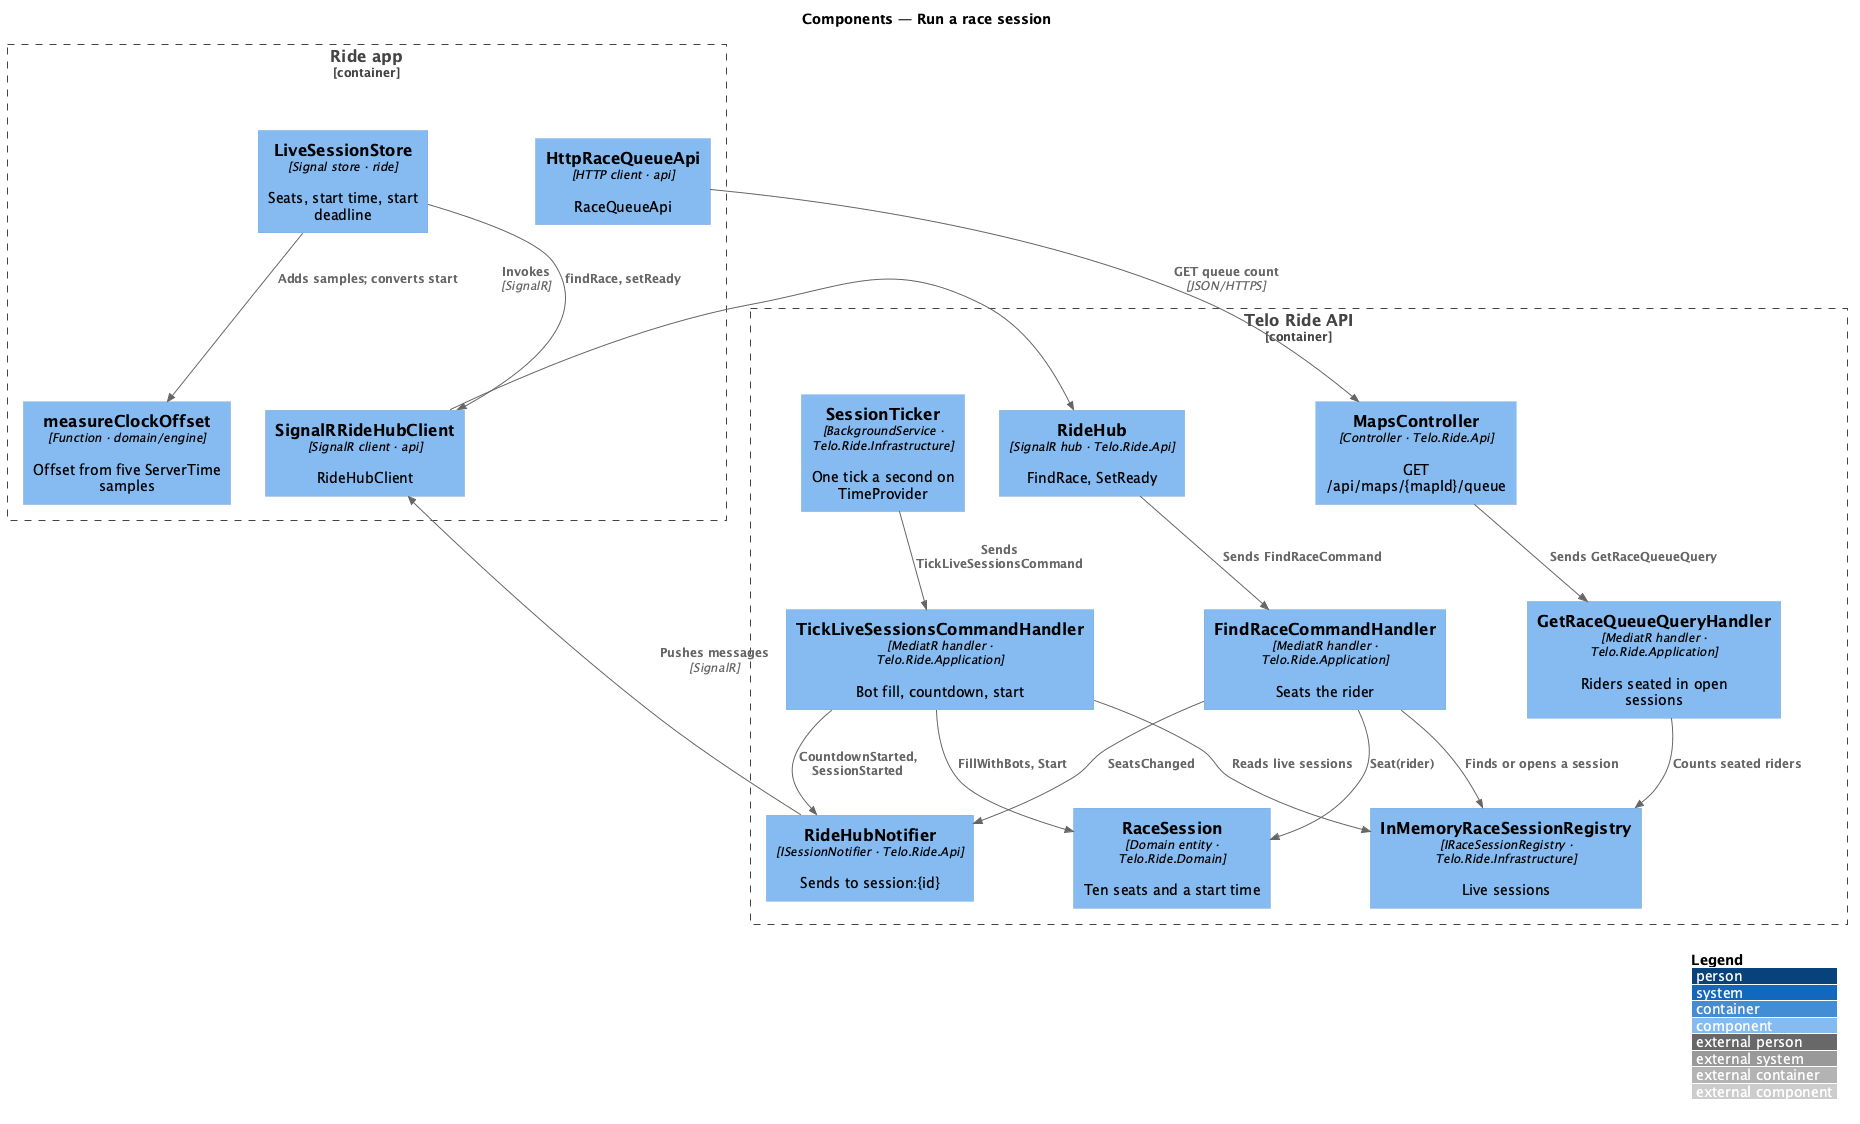 Components — Run a race session
Ride app
[container]
LiveSessionStore
[Signal store · ride]
Seats, start time, start
deadline
HttpRaceQueueApi
[HTTP client · api]
RaceQueueApi
Adds samples; converts start
Invokes
[SignalR]
findRace, setReady
GET queue count
[JSON/HTTPS]
measureClockOffset
[Function · domain/engine]
Offset from five ServerTime
samples
SignalRRideHubClient
[SignalR client · api]
RideHubClient
Telo Ride API
[container]
SessionTicker
[BackgroundService ·
Telo.Ride.Infrastructure]
One tick a second on
TimeProvider
RideHub
[SignalR hub · Telo.Ride.Api]
FindRace, SetReady
MapsController
[Controller · Telo.Ride.Api]
GET
/api/maps/{mapId}/queue
Sends
TickLiveSessionsCommand
Sends FindRaceCommand
Sends GetRaceQueueQuery
Pushes messages
[SignalR]
TickLiveSessionsCommandHandler
[MediatR handler ·
Telo.Ride.Application]
Bot fill, countdown, start
FindRaceCommandHandler
[MediatR handler ·
Telo.Ride.Application]
Seats the rider
GetRaceQueueQueryHandler
[MediatR handler ·
Telo.Ride.Application]
Riders seated in open
sessions
CountdownStarted,
SessionStarted
FillWithBots, Start
SeatsChanged
Reads live sessions
Seat(rider)
Finds or opens a session
Counts seated riders
RideHubNotifier
[ISessionNotifier · Telo.Ride.Api]
Sends to session:{id}
RaceSession
[Domain entity ·
Telo.Ride.Domain]
Ten seats and a start time
InMemoryRaceSessionRegistry
[IRaceSessionRegistry ·
Telo.Ride.Infrastructure]
Live sessions
Legend
person
system
container
component
external person
external system
external container
external component